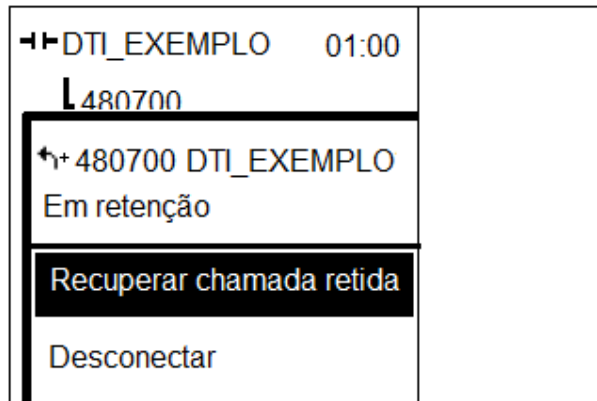 DTI_EXEMPLO 01:00
480700
480700 DTI_EXEMPLO
Em retenção
Recuperar chamada retida
Desconectar